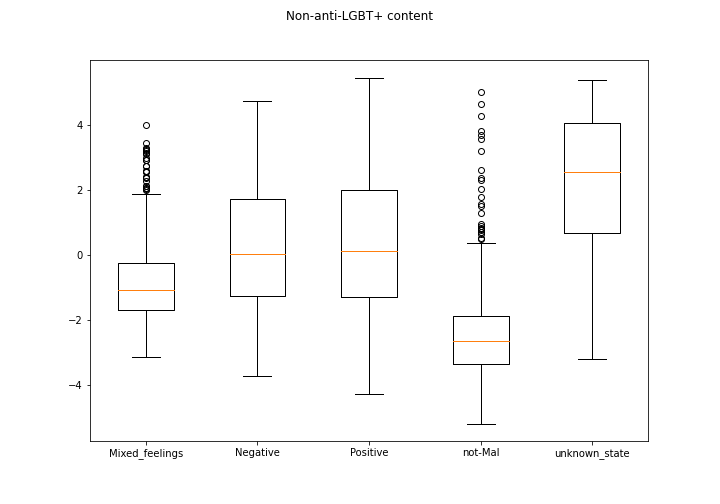 Non-anti-LGBT+ content
4
2
0
−2
−4
Mixed_feelings Negative Positive not-Mal unknown_state